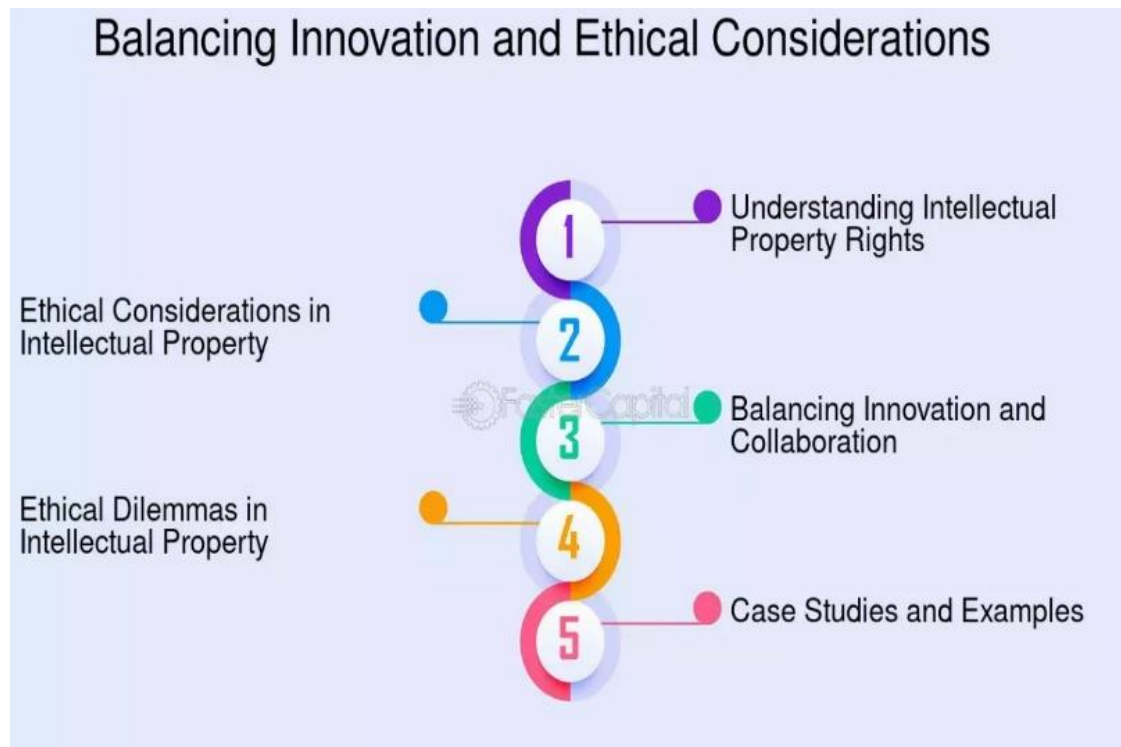 Balancing Innovation and Ethical Considerations
1
Understanding Intellectual
Property Rights
Ethical Considerations in
Intellectual Property
2
FasterCapital
3
Balancing Innovation and
Collaboration
Ethical Dilemmas in
Intellectual Property
4
5
Case Studies and Examples